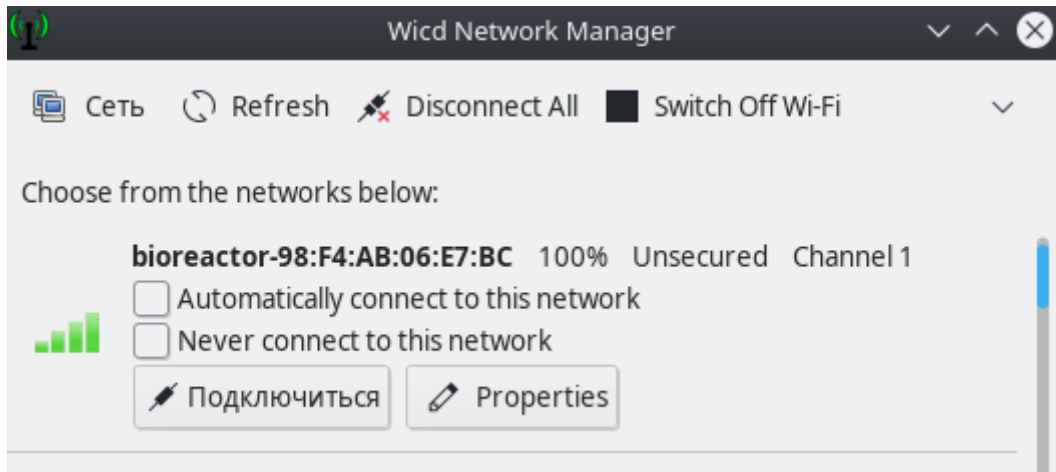 Wicd Network Manager
Сеть Refresh Disconnect All Switch Off Wi-Fi
Choose from the networks below:
bioreactor-98:F4:AB:06:E7:BC 100% Unsecured Channel 1
Automatically connect to this network
Never connect to this network
Подключиться Properties